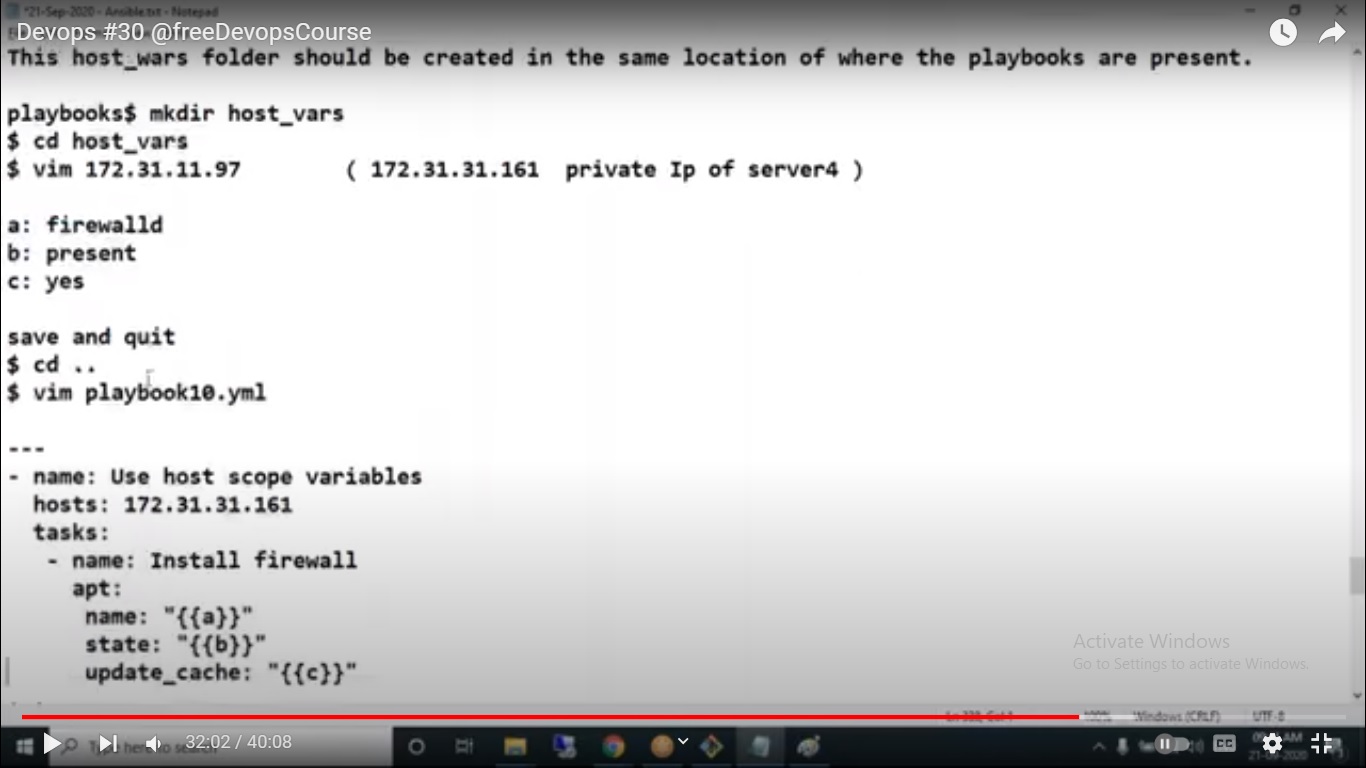 *21-Sep-2020 - Ansible.txt - Notepad
Devops #30 @freeDevopsCourse
This host_wars folder should be created in the same location of where the playbooks are present.
playbooks$ mkdir host_vars
$ cd host_vars
$ vim 172.31.11.97 ( 172.31.31.161 private Ip of server4 )
a: firewalld
b: present
c: yes
save and quit
$ cd ..
$ vim playbook10.yml
---
- name: Use host scope variables
hosts: 172.31.31.161
tasks:
- name: Install firewall
apt:
name: "{{a}}"
state: "{{b}}"
update_cache: "{{c}}"
Activate Windows
Go to Settings to activate Windows.
100% Windows (CRLF) UTF-8
Type here to search
32:02 / 40:08
CC
AM
21-09-2020